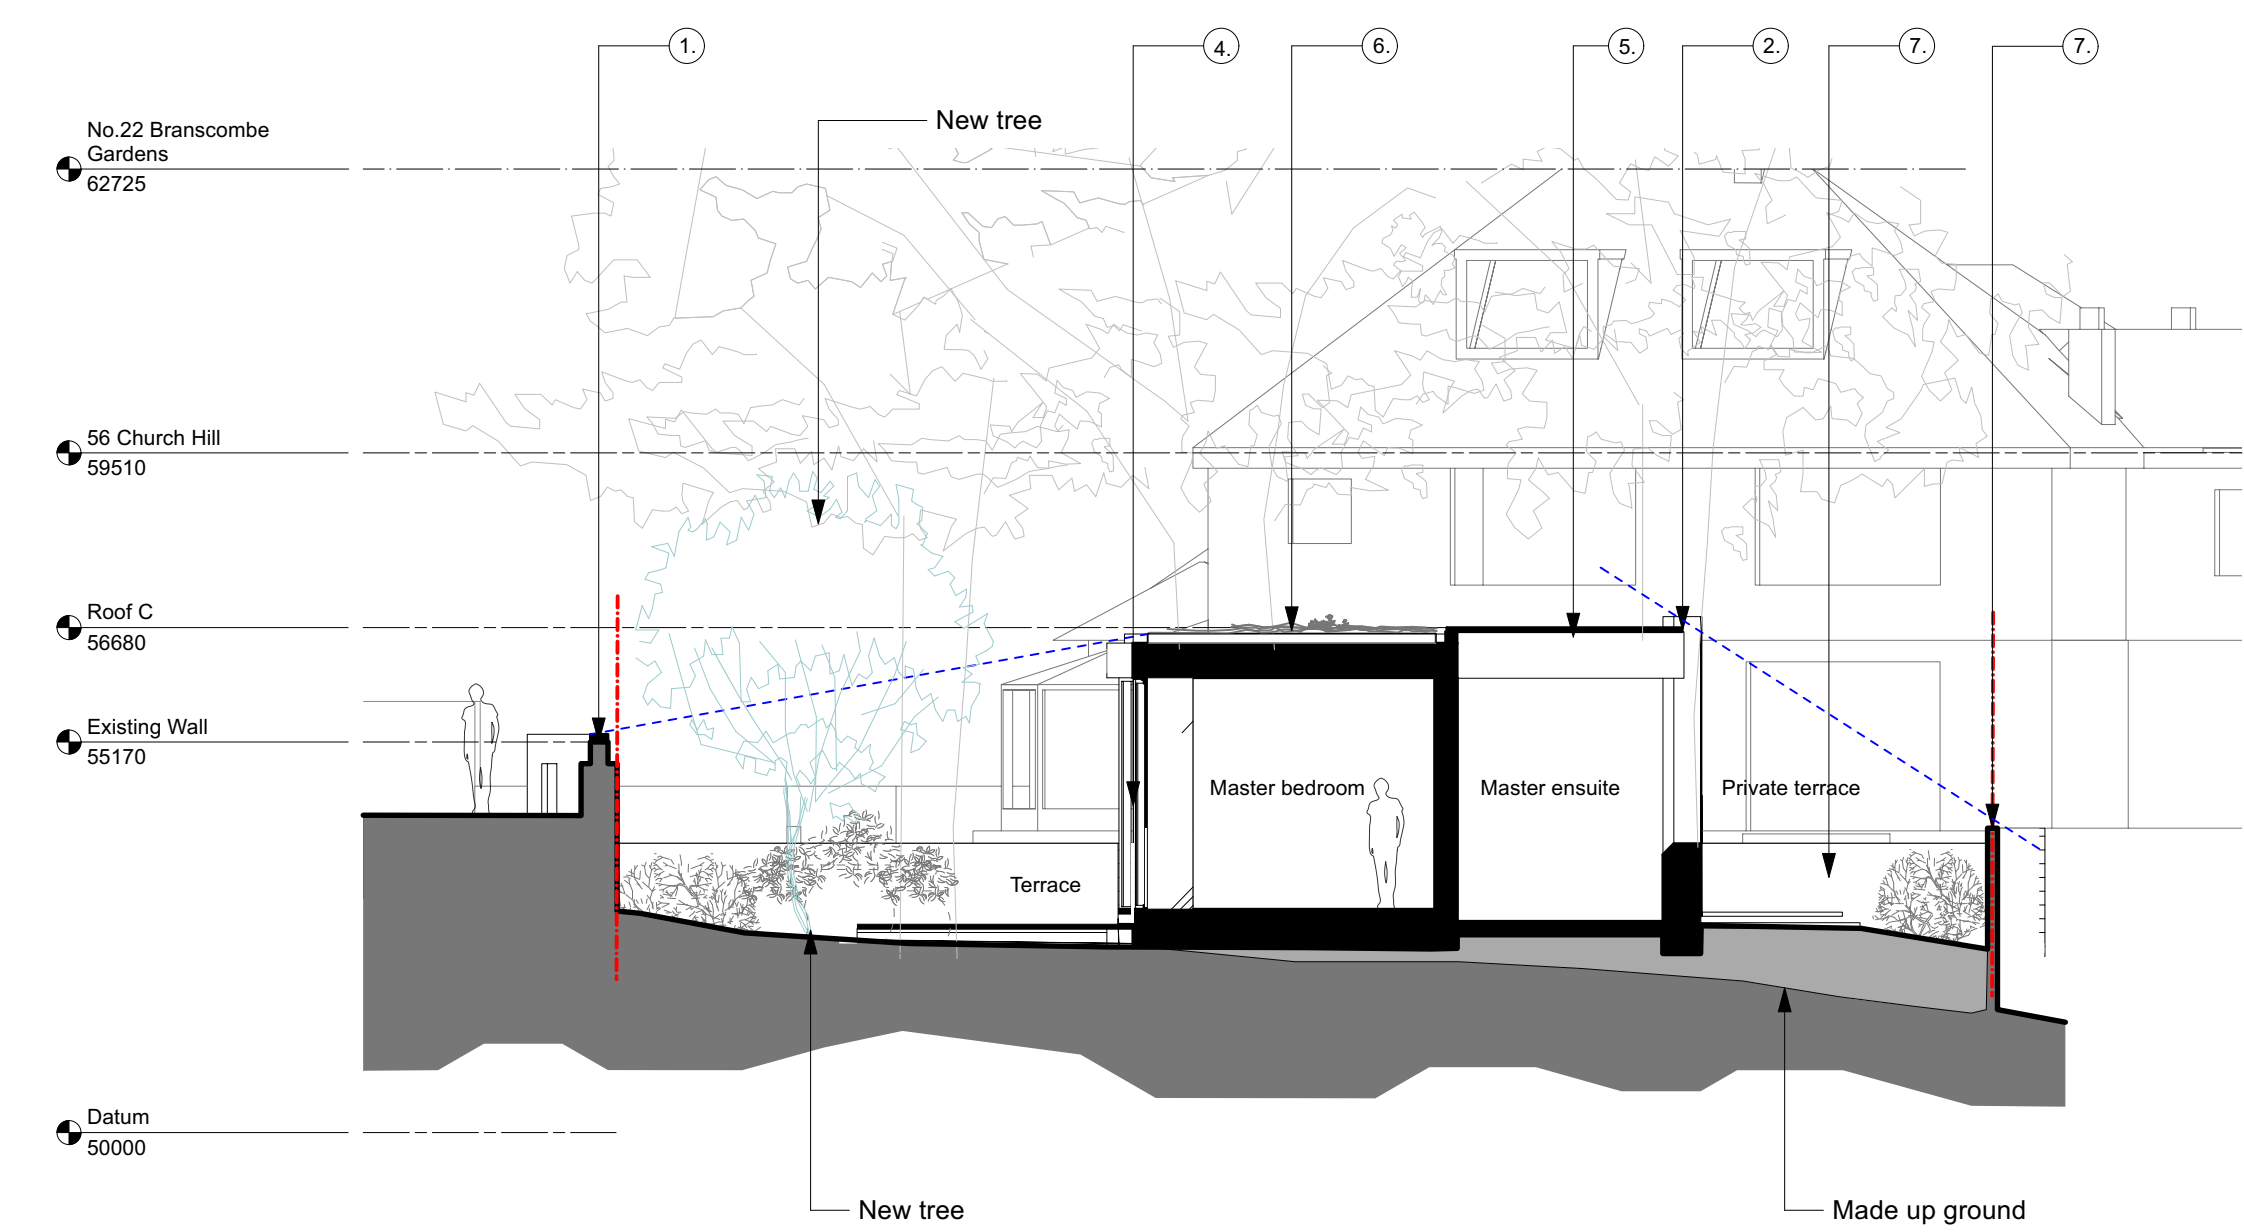 1.
4.
6.
5.
2.
7.
7.
New tree
No.22 Branscombe
Gardens
62725
56 Church Hill
59510
Roof C
56680
Existing Wall
55170
Master bedroom
Master ensuite
Private terrace
Terrace
Datum
50000
New tree
Made up ground